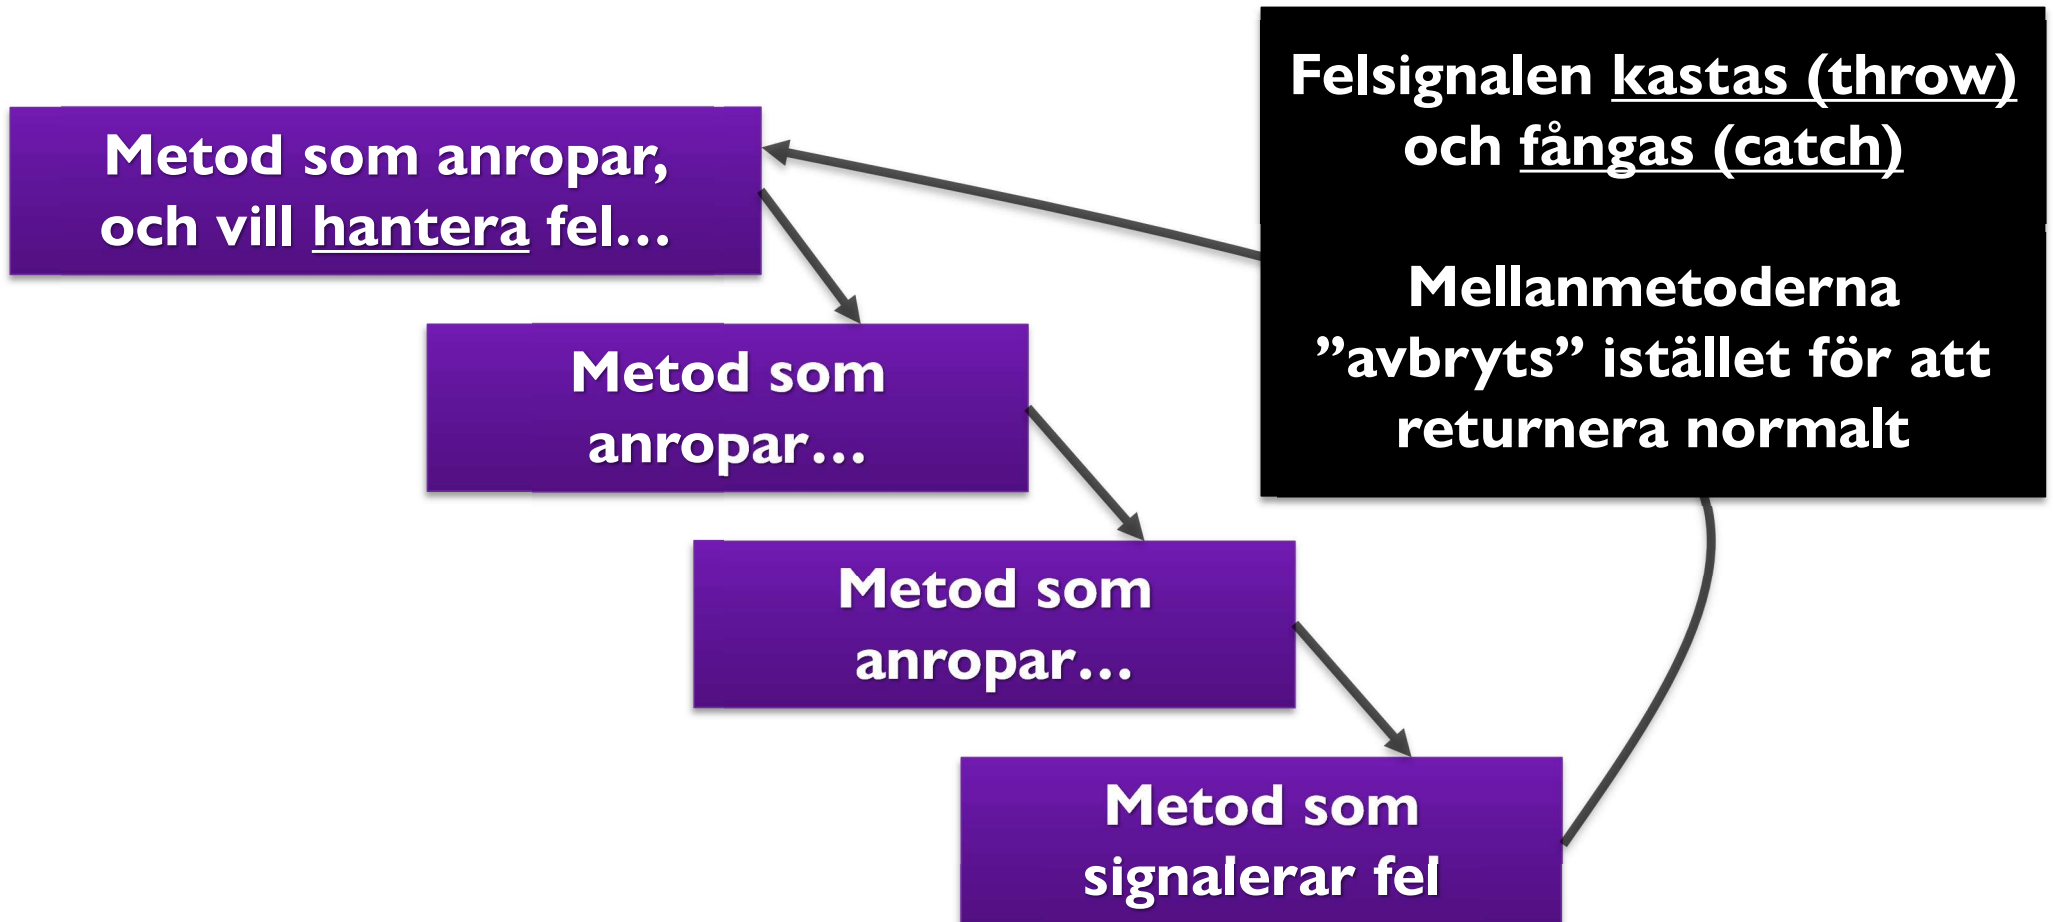 Metod som anropar,
och vill hantera fel…
Metod som
anropar…
Metod som
anropar…
Metod som
signalerar fel
Felsignalen kastas (throw)
och fångas (catch)
Mellanmetoderna
”avbryts” istället för att
returnera normalt